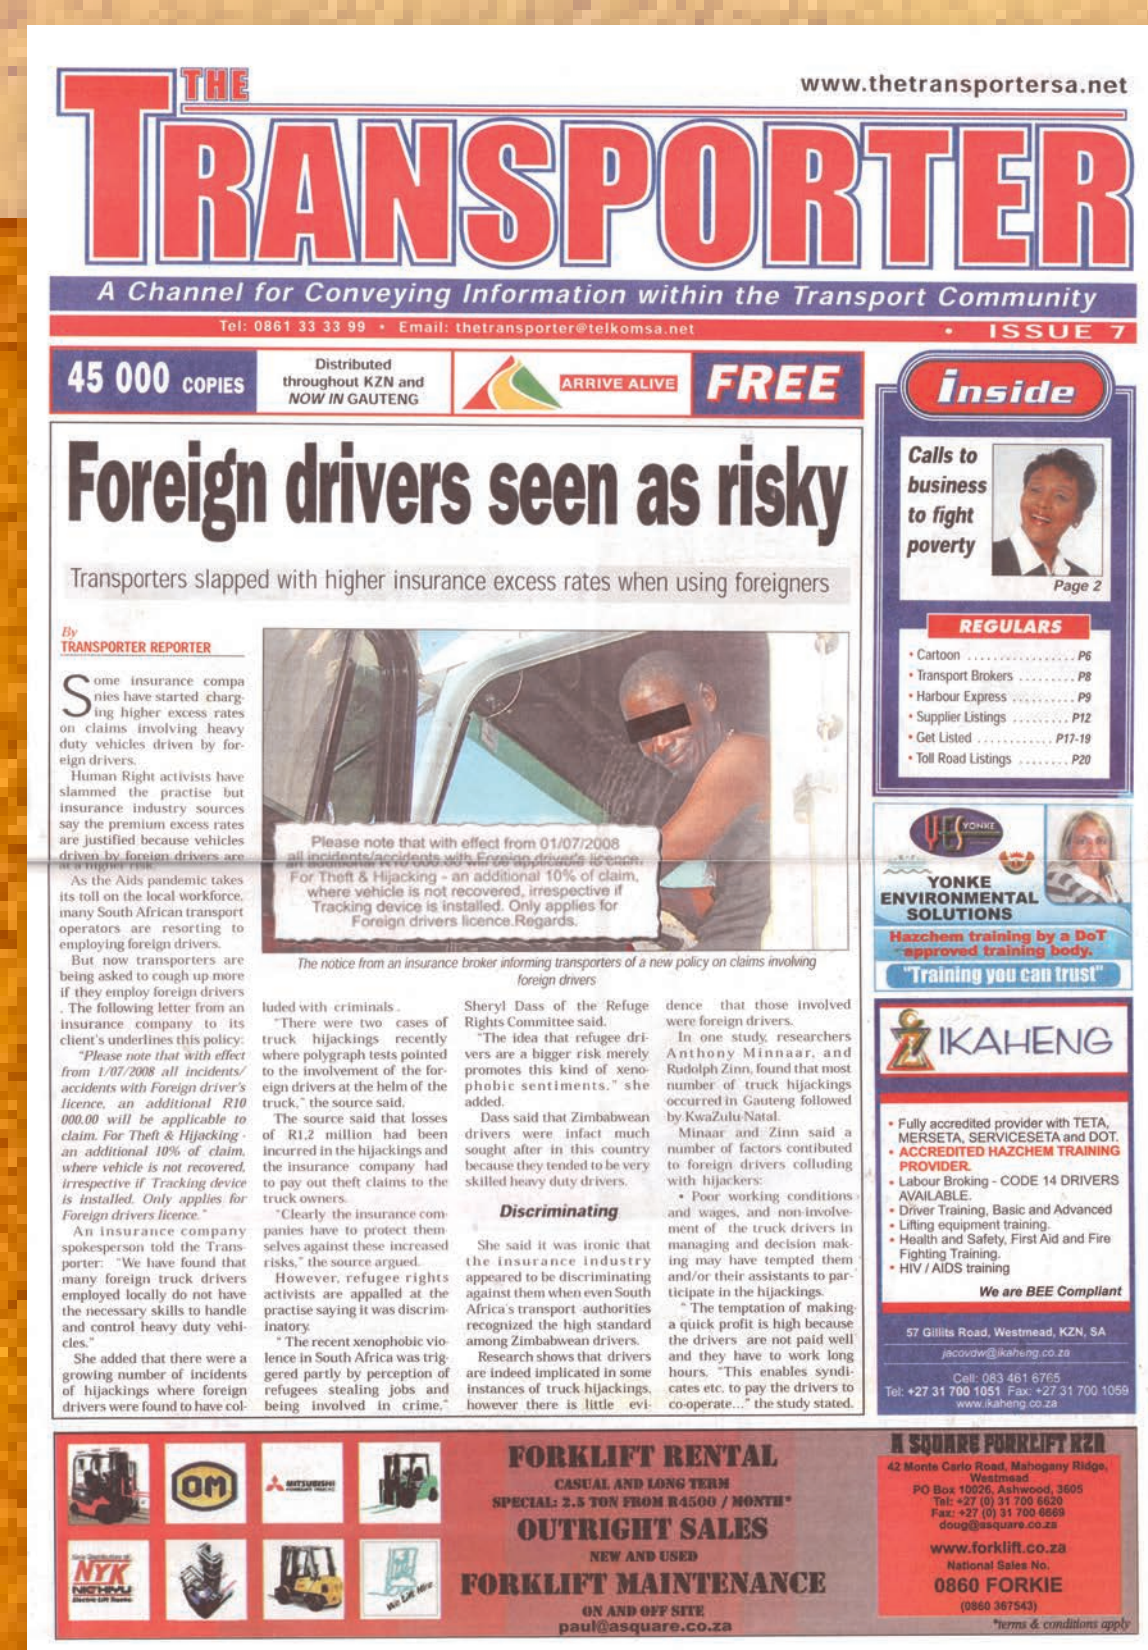 www.thetransportersa.net
THE
TRANSPORTER
A Channel for Conveying Information within the Transport Community
Tel: 0861 33 33 99 • Email: thetransporter@telkomsa.net • ISSUE 7
45 000 COPIES
Distributed
throughout KZN and
NOW IN GAUTENG
ARRIVE ALIVE
FREE
Foreign drivers seen as risky
Transporters slapped with higher insurance excess rates when using foreigners
By
TRANSPORTER REPORTER
Some insurance compa
nies have started charg-
ing higher excess rates
on claims involving heavy
duty vehicles driven by for-
eign drivers.
Human Right activists have
slammed the practise but
insurance industry sources
say the premium excess rates
are justified because vehicles
driven by foreign drivers are
at a higher risk.
As the Aids pandemic takes
its toll on the local workforce,
many South African transport
operators are resorting to
employing foreign drivers.
But now transporters are
being asked to cough up more
if they employ foreign drivers
. The following letter from an
insurance company to its
client's underlines this policy:
"Please note that with effect
from 1/07/2008 all incidents/
accidents with Foreign driver's
licence, an additional R10
000.00 will be applicable to
claim. For Theft & Hijacking -
an additional 10% of claim,
where vehicle is not recovered,
irrespective if Tracking device
is installed. Only applies for
Foreign drivers licence."
An insurance company
spokesperson told the Trans-
porter: "We have found that
many foreign truck drivers
employed locally do not have
the necessary skills to handle
and control heavy duty vehi-
cles."
She added that there were a
growing number of incidents
of hijackings where foreign
drivers were found to have col-
Please note that with effect from 01/07/2008
all incidents/accidents with Foreign driver's licence,
For Theft & Hijacking - an additional 10% of claim,
where vehicle is not recovered, irrespective if
Tracking device is installed. Only applies for
Foreign drivers licence.Regards.
The notice from an insurance broker informing transporters of a new policy on claims involving
foreign drivers
luded with criminals .
"There were two cases of
truck hijackings recently
where polygraph tests pointed
to the involvement of the for-
eign drivers at the helm of the
truck," the source said.
The source said that losses
of R1,2 million had been
incurred in the hijackings and
the insurance company had
to pay out theft claims to the
truck owners.
"Clearly the insurance com-
panies have to protect them-
selves against these increased
risks," the source argued.
However, refugee rights
activists are appalled at the
practise saying it was discrim-
inatory.
"The recent xenophobic vio-
lence in South Africa was trig-
gered partly by perception of
refugees stealing jobs and
being involved in crime,"
Sheryl Dass of the Refuge
Rights Committee said.
"The idea that refugee dri-
vers are a bigger risk merely
promotes this kind of xeno-
phobic sentiments," she
added.
Dass said that Zimbabwean
drivers were infact much
sought after in this country
because they tended to be very
skilled heavy duty drivers.
Discriminating
She said it was ironic that
the insurance industry
appeared to be discriminating
against them when even South
Africa's transport authorities
recognized the high standard
among Zimbabwean drivers.
Research shows that drivers
are indeed implicated in some
instances of truck hijackings,
however there is little evi-
dence that those involved
were foreign drivers.
In one study, researchers
Anthony Minnaar, and
Rudolph Zinn, found that most
number of truck hijackings
occurred in Gauteng followed
by KwaZulu-Natal.
Minaar and Zinn said a
number of factors contibuted
to foreign drivers colluding
with hijackers:
• Poor working conditions
and wages, and non-involve-
ment of the truck drivers in
managing and decision mak-
ing may have tempted them
and/or their assistants to par-
ticipate in the hijackings.
" The temptation of making
a quick profit is high because
the drivers are not paid well
and they have to work long
hours. "This enables syndi-
cates etc. to pay the drivers to
co-operate..." the study stated.
inside
Calls to
business
to fight
poverty
Page 2
REGULARS
• Cartoon ................ P6
• Transport Brokers ......... P8
• Harbour Express .......... P9
• Supplier Listings ......... P12
• Get Listed ............ P17-19
• Toll Road Listings ........ P20
YES YONKE
YONKE
ENVIRONMENTAL
SOLUTIONS
Hazchem training by a DoT
approved training body.
"Training you can trust"
IKAHENG
• Fully accredited provider with TETA,
MERSETA, SERVICESETA and DOT.
• ACCREDITED HAZCHEM TRAINING
PROVIDER.
• Labour Broking - CODE 14 DRIVERS
AVAILABLE.
• Driver Training, Basic and Advanced
• Lifting equipment training.
• Health and Safety, First Aid and Fire
Fighting Training.
• HIV / AIDS training
We are BEE Compliant
57 Gillits Road, Westmead, KZN, SA
jacovdw@ikaheng.co.za
Cell: 083 461 6765
Tel: +27 31 700 1051 Fax: +27 31 700 1059
www.ikaheng.co.za
OM
MITSUBISHI
NYK
NICHIYU
Electric Lift Trucks
We Lift Hire
FORKLIFT RENTAL
CASUAL AND LONG TERM
SPECIAL: 2.5 TON FROM R4500 / MONTH*
OUTRIGHT SALES
NEW AND USED
FORKLIFT MAINTENANCE
ON AND OFF SITE
paul@asquare.co.za
A SQUARE FORKLIFT KZN
42 Monte Carlo Road, Mahogany Ridge,
Westmead
PO Box 10026, Ashwood, 3605
Tel: +27 (0) 31 700 6620
Fax: +27 (0) 31 700 6669
doug@asquare.co.za
www.forklift.co.za
National Sales No.
0860 FORKIE
(0860 367543)
*terms & conditions apply